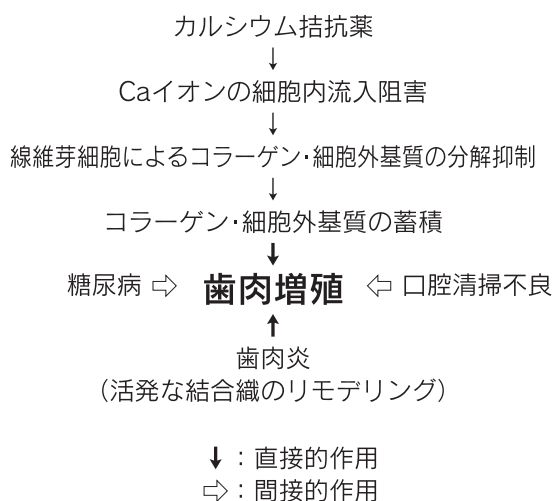 カルシウム拮抗薬
↓
Caイオンの細胞内流入阻害
↓
線維芽細胞によるコラーゲン・細胞外基質の分解抑制
↓
コラーゲン・細胞外基質の蓄積
↓
糖尿病 ⇨ 歯肉増殖 ⇦ 口腔清掃不良
↑
歯肉炎
（活発な結合織のリモデリング）
↓：直接的作用
⇨：間接的作用